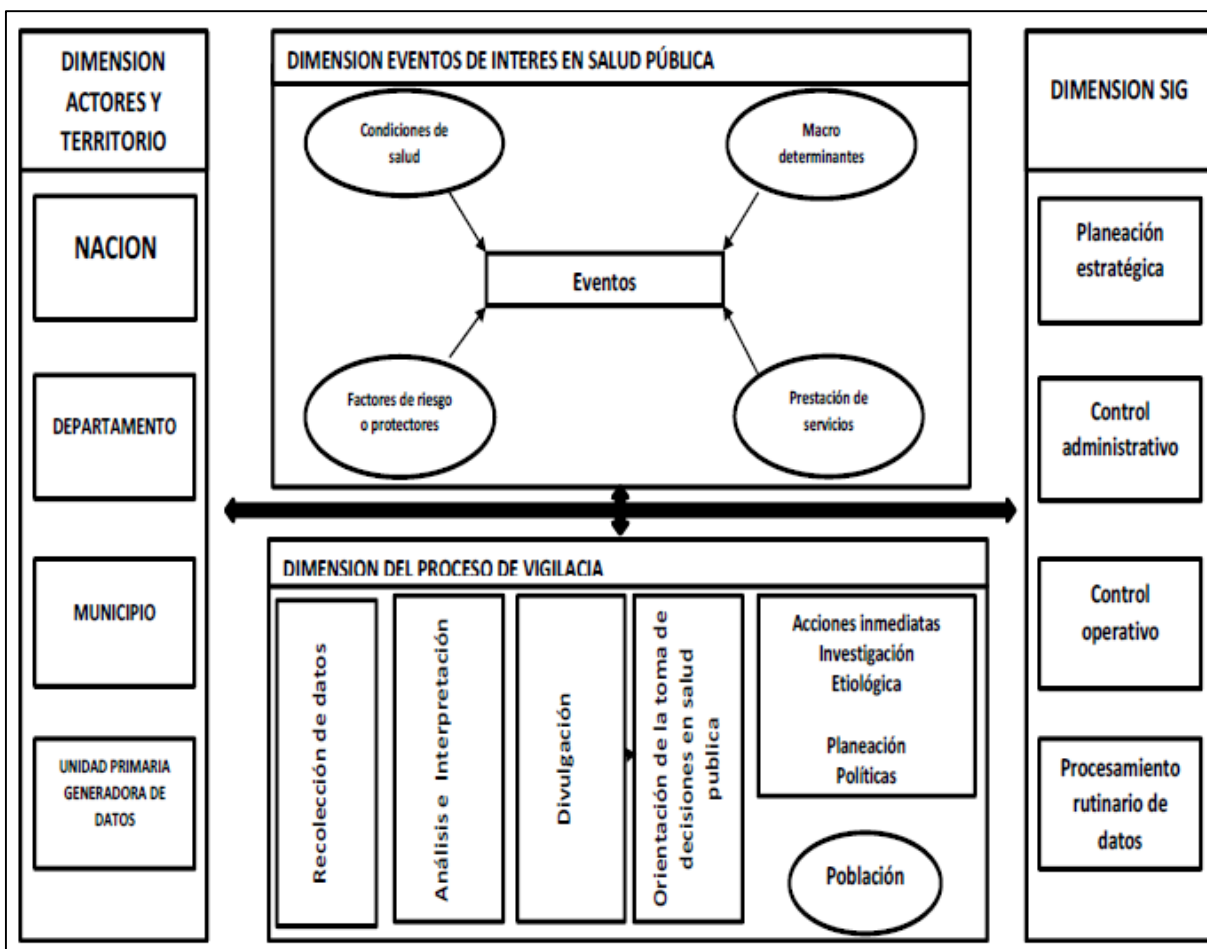 DIMENSION
ACTORES Y
TERRITORIO
NACION
DEPARTAMENTO
MUNICIPIO
UNIDAD PRIMARIA
GENERADORA DE
DATOS
DIMENSION EVENTOS DE INTERES EN SALUD PÚBLICA
Condiciones de
salud
Macro
determinantes
Eventos
Factores de riesgo
o protectores
Prestación de
servicios
DIMENSION DEL PROCESO DE VIGILACIA
Recolección de datos
Análisis e Interpretación
Divulgación
Orientación de la toma de
decisiones en salud
publica
Acciones inmediatas
Investigación
Etiológica
Planeación
Políticas
Población
DIMENSION SIG
Planeación
estratégica
Control
administrativo
Control
operativo
Procesamiento
rutinario de
datos